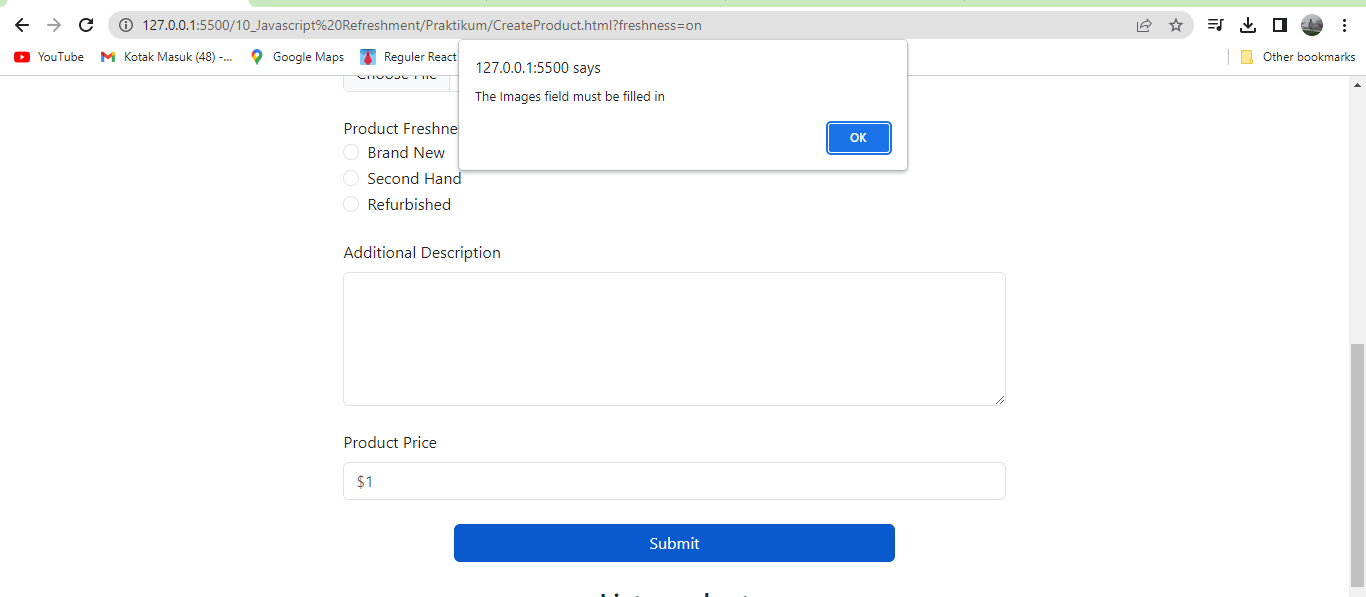 127.0.0.1:5500/10_Javascript%20Refreshment/Praktikum/CreateProduct.html?freshness=on
YouTube
Kotak Masuk (48) -...
Google Maps
Reguler React
Other bookmarks
127.0.0.1:5500 says
The Images field must be filled in
OK
Choose File
Product Freshne
Brand New
Second Hand
Refurbished
Additional Description
Product Price
$1
Submit